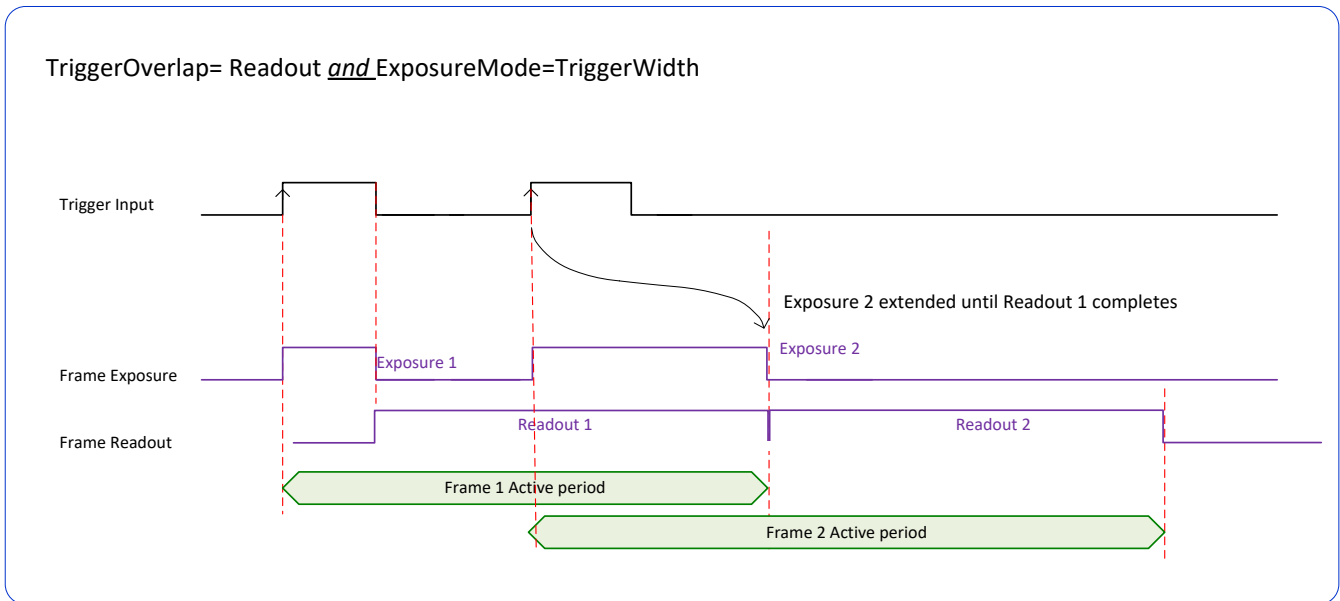 TriggerOverlap= Readout and ExposureMode=TriggerWidth
Trigger Input
Exposure 2 extended until Readout 1 completes
Exposure 2
Exposure 1
Frame Exposure
Readout 1
Readout 2
Frame Readout
Frame 1 Active period
Frame 2 Active period